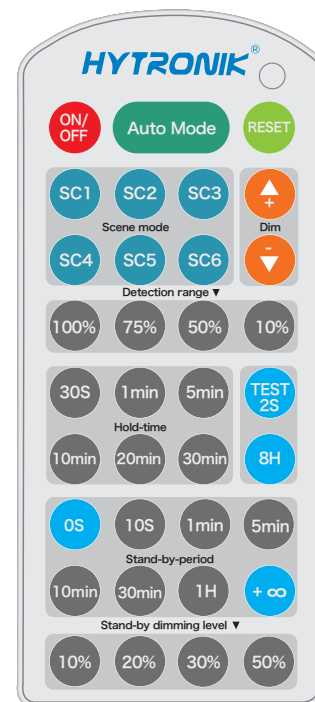 HYTRONIK®
ON/
OFF
Auto Mode
RESET
SC1 SC2 SC3
+
Scene mode
Dim
-
SC4 SC5 SC6
Detection range ▼
100% 75% 50% 10%
30S 1min 5min
TEST
2S
Hold-time
10min 20min 30min 8H
0S 10S 1min 5min
Stand-by-period
10min 30min 1H + ∞
Stand-by dimming level ▼
10% 20% 30% 50%